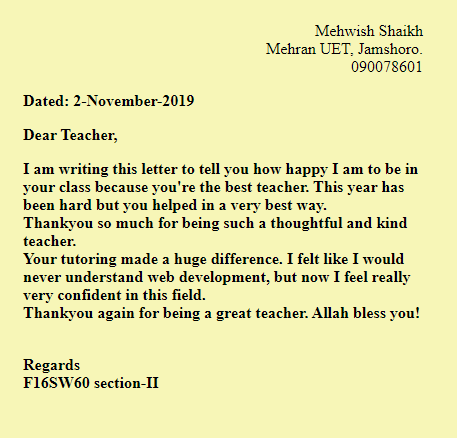 Mehwish Shaikh
Mehran UET, Jamshoro.
090078601
Dated: 2-November-2019
Dear Teacher,
I am writing this letter to tell you how happy I am to be in
your class because you're the best teacher. This year has
been hard but you helped in a very best way.
Thankyou so much for being such a thoughtful and kind
teacher.
Your tutoring made a huge difference. I felt like I would
never understand web development, but now I feel really
very confident in this field.
Thankyou again for being a great teacher. Allah bless you!
Regards
F16SW60 section-II